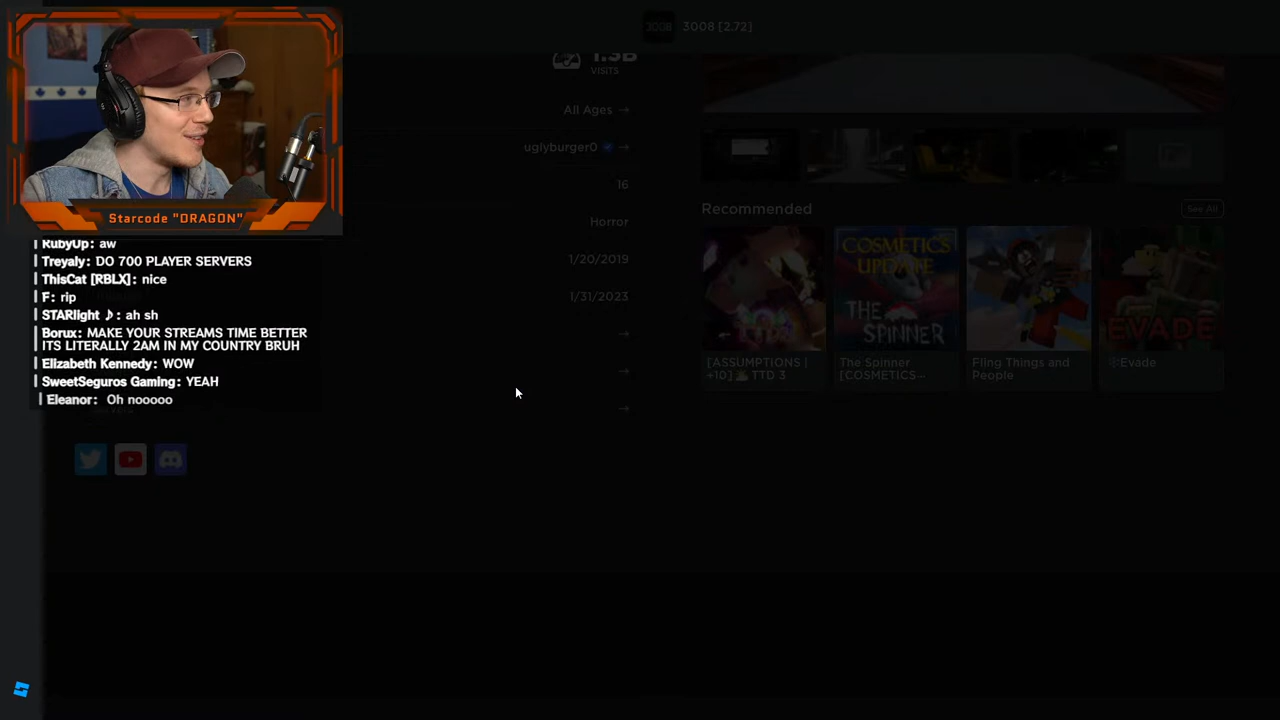 3008 [2.72]
1.3B
VISITS
All Ages →
uglyburger0 →
16
Horror
1/20/2019
1/31/2023
Starcode "DRAGON"
RubyUp: aw
Treyaly: DO 700 PLAYER SERVERS
ThisCat [RBLX]: nice
F: rip
STARlight ♪: ah sh
Borux: MAKE YOUR STREAMS TIME BETTER
ITS LITERALLY 2AM IN MY COUNTRY BRUH
Elizabeth Kennedy: WOW
SweetSeguros Gaming: YEAH
Eleanor: Oh nooooo
Recommended
See All
COSMETICS
UPDATE
THE
SPINNER
EVADE
[ASSUMPTIONS |
+10] TTD 3
The Spinner
[COSMETICS-
Fling Things and
People
Evade